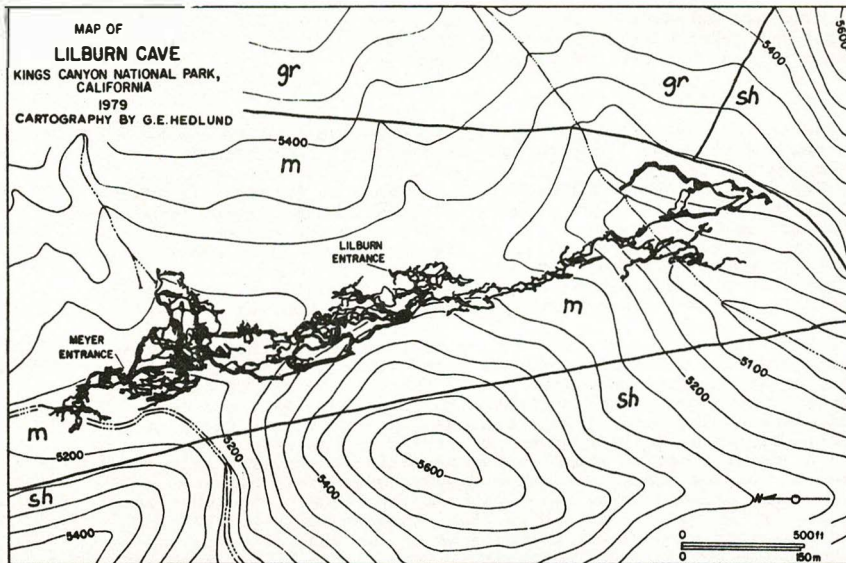 MAP OF
LILBURN CAVE
KINGS CANYON NATIONAL PARK,
CALIFORNIA
1979
CARTOGRAPHY BY G.E. HEDLUND
gr
gr
sh
5400
5600
5400
m
LILBURN
ENTRANCE
MEYER
ENTRANCE
m
5100
5200
sh
m
5200
5200
5600
5400
sh
5400
N
0 500ft
0 150m